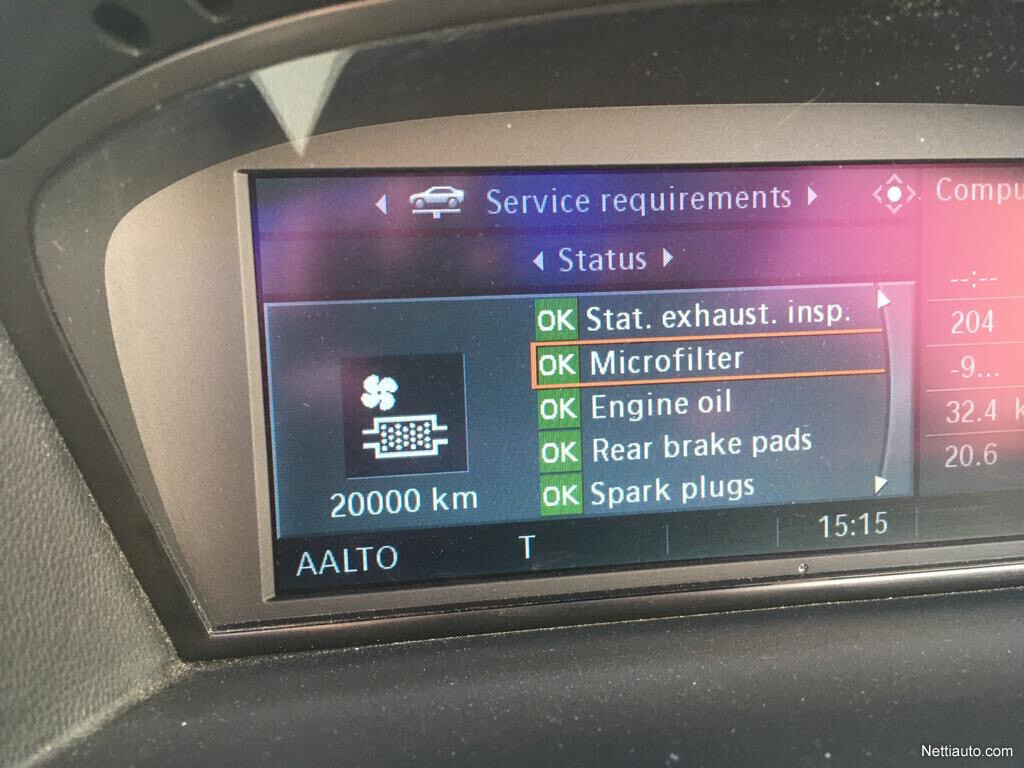 Service requirements
Compu
Status
OK Stat. exhaust. insp.
OK Microfilter
OK Engine oil
OK Rear brake pads
OK Spark plugs
20000 km
--:--
204
-9...
32.4 k
20.6
AALTO
T
15:15
Nettiauto.com